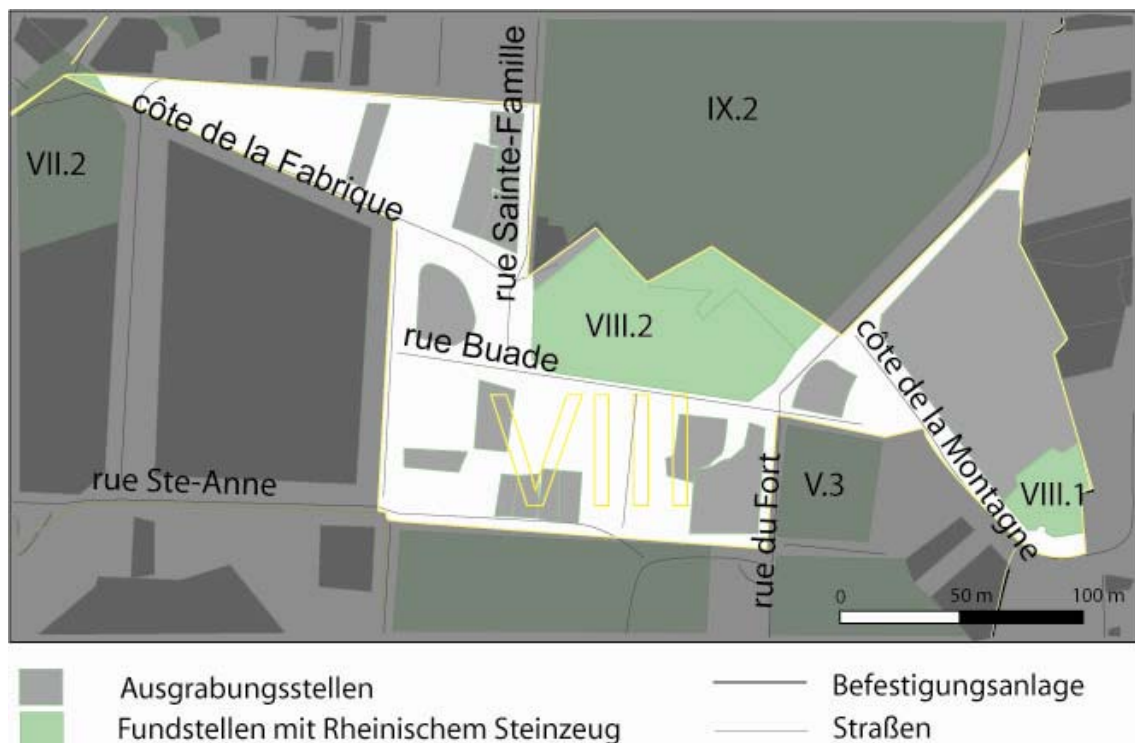 rue Sainte-Famille
IX.2
côte de la Fabrique
VII.2
VIII.2
rue Buade
côte de la Montagne
VIII
rue Ste-Anne
V.3
VIII.1
rue du Fort
0 50 m 100 m
Ausgrabungsstellen
Befestigungsanlage
Fundstellen mit Rheinischem Steinzeug
Straßen